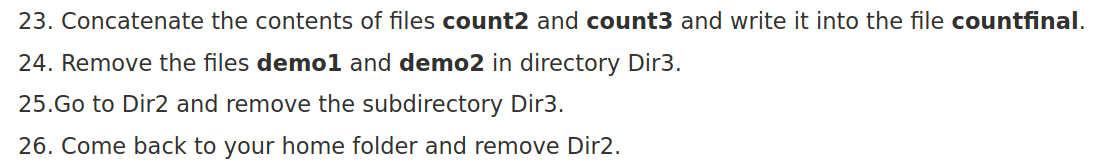 23. Concatenate the contents of files count2 and count3 and write it into the file countfinal.
24. Remove the files demo1 and demo2 in directory Dir3.
25.Go to Dir2 and remove the subdirectory Dir3.
26. Come back to your home folder and remove Dir2.